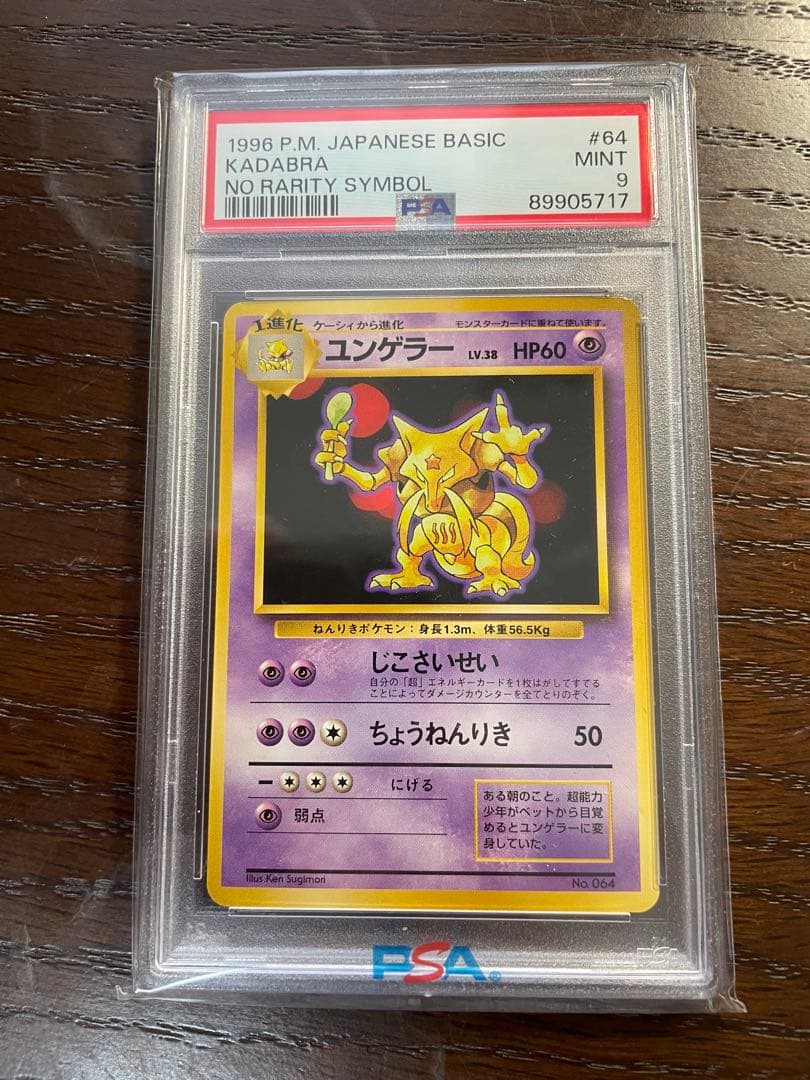 1996 P.M. JAPANESE BASIC #64
KADABRA MINT
NO RARITY SYMBOL 9
PSA 89905717
1進化 ケーシィから進化 モンスターカードに重ねて使います。
ユンゲラー LV.38 HP60
ねんりきポケモン：身長1.3m、体重56.5Kg
じこさいせい
自分の「超」エネルギーカードを1枚はがしてすてる
ことによってダメージカウンターを全てとりのぞく。
ちょうねんりき 50
にげる
弱点
ある朝のこと。超能力
少年がベットから目覚
めるとユンゲラーに変
身していた。
Illus.Ken Sugimori No. 064
PSA
PSA®